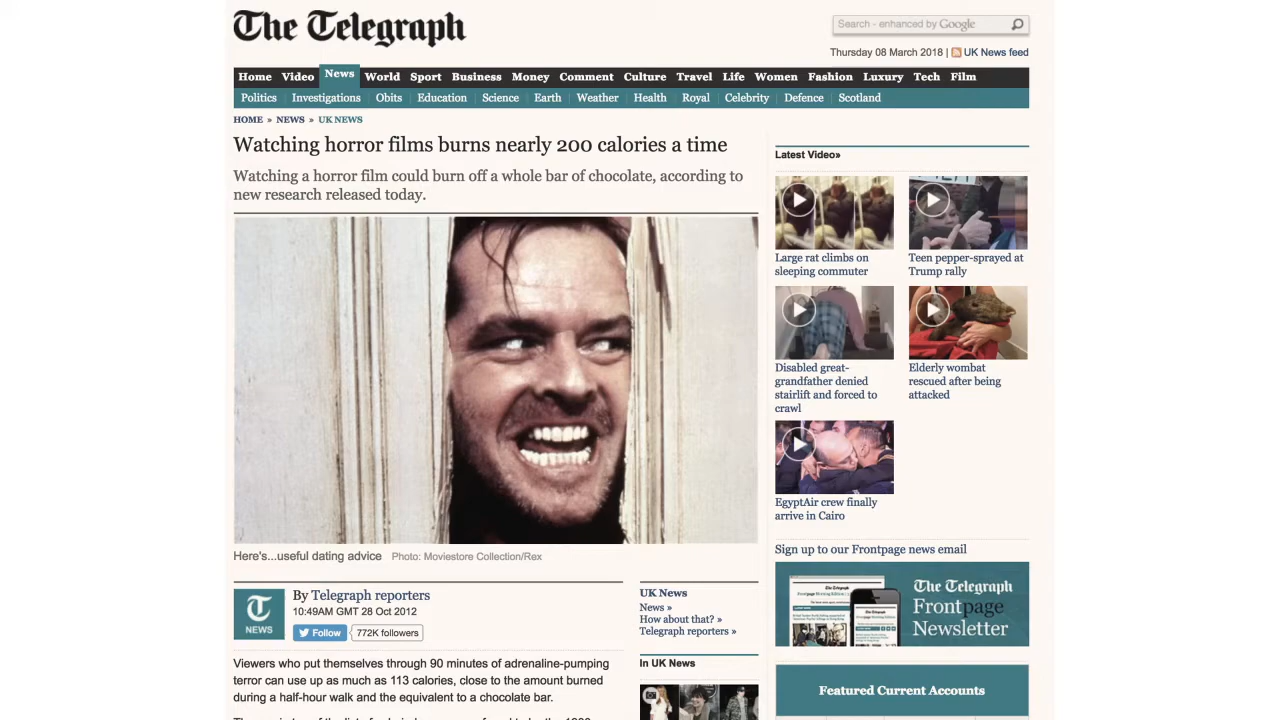 The Telegraph
Search - enhanced by Google
Thursday 08 March 2018 | UK News feed
Home Video News World Sport Business Money Comment Culture Travel Life Women Fashion Luxury Tech Film
Politics Investigations Obits Education Science Earth Weather Health Royal Celebrity Defence Scotland
HOME » NEWS » UK NEWS
Watching horror films burns nearly 200 calories a time
Watching a horror film could burn off a whole bar of chocolate, according to
new research released today.
Here's...useful dating advice Photo: Moviestore Collection/Rex
NEWS
By Telegraph reporters
10:49AM GMT 28 Oct 2012
Follow 772K followers
Viewers who put themselves through 90 minutes of adrenaline-pumping
terror can use up as much as 113 calories, close to the amount burned
during a half-hour walk and the equivalent to a chocolate bar.
UK News
News »
How about that? »
Telegraph reporters »
In UK News
Latest Video»
Large rat climbs on
sleeping commuter
Teen pepper-sprayed at
Trump rally
Disabled great-
grandfather denied
stairlift and forced to
crawl
Elderly wombat
rescued after being
attacked
EgyptAir crew finally
arrive in Cairo
Sign up to our Frontpage news email
The Telegraph
Frontpage
Newsletter
Featured Current Accounts